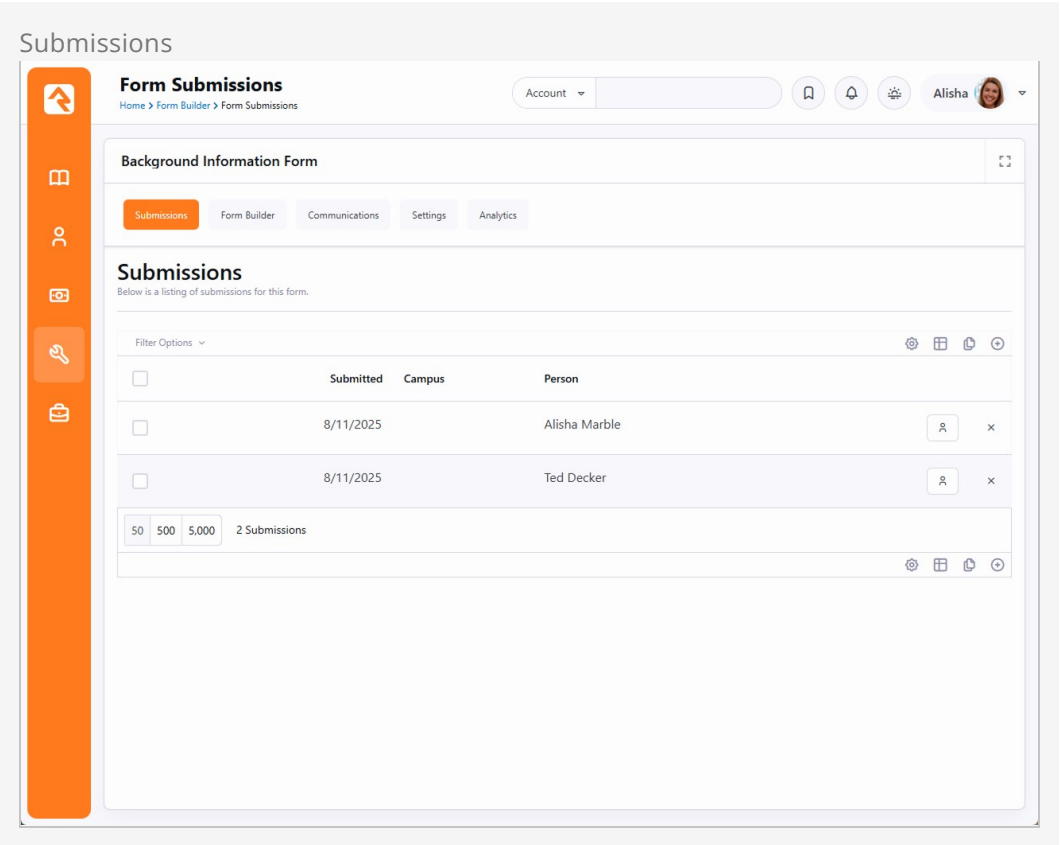 Submissions
Form Submissions
Account
Alisha
Home > Form Builder > Form Submissions
Background Information Form
Submissions Form Builder Communications Settings Analytics
Submissions
Below is a listing of submissions for this form.
Filter Options
Submitted Campus Person
8/11/2025 Alisha Marble
8/11/2025 Ted Decker
50 500 5,000 2 Submissions